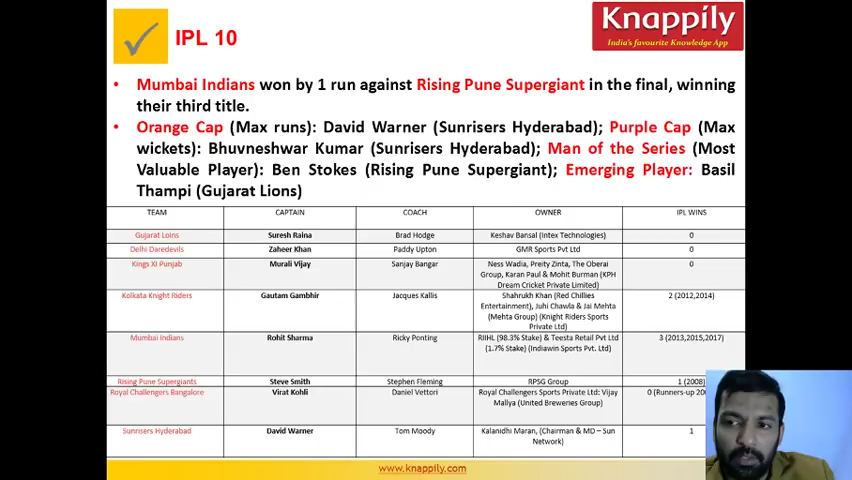 IPL 10
Knappily
India's favourite Knowledge App
• Mumbai Indians won by 1 run against Rising Pune Supergiant in the final, winning
their third title.
• Orange Cap (Max runs): David Warner (Sunrisers Hyderabad); Purple Cap (Max
wickets): Bhuvneshwar Kumar (Sunrisers Hyderabad); Man of the Series (Most
Valuable Player): Ben Stokes (Rising Pune Supergiant); Emerging Player: Basil
Thampi (Gujarat Lions)
TEAM CAPTAIN COACH OWNER IPL WINS
Gujarat Loins Suresh Raina Brad Hodge Keshav Bansal (Intex Technologies) 0
Delhi Daredevils Zaheer Khan Paddy Upton GMR Sports Pvt Ltd 0
Kings XI Punjab Murali Vijay Sanjay Bangar Ness Wadia, Preity Zinta, The Oberai 0
Group, Karan Paul & Mohit Burman (KPH
Dream Cricket Private Limited)
Kolkata Knight Riders Gautam Gambhir Jacques Kallis Shahrukh Khan (Red Chillies 2 (2012,2014)
Entertainment), Juhi Chawla & Jai Mehta
(Mehta Group) (Knight Riders Sports
Private Ltd)
Mumbai Indians Rohit Sharma Ricky Ponting RIIHL (98.3% Stake) & Teesta Retail Pvt Ltd 3 (2013,2015,2017)
(1.7% Stake) (Indiawin Sports Pvt. Ltd)
Rising Pune Supergiants Steve Smith Stephen Fleming RPSG Group 1 (2008)
Royal Challengers Bangalore Virat Kohli Daniel Vettori Royal Challengers Sports Private Ltd: Vijay 0 (Runners-up
Mallya (United Breweries Group)
Sunrisers Hyderabad David Warner Tom Moody Kalanidhi Maran, (Chairman & MD – Sun 1
Network)
www.knappily.com